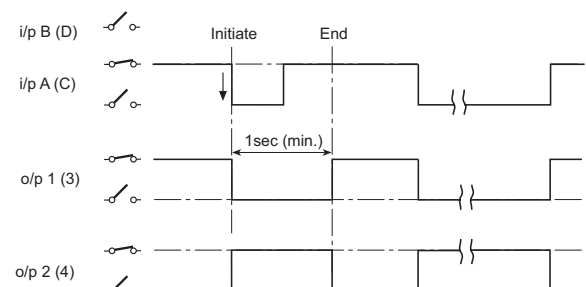 i/p B (D)
Initiate End
i/p A (C)
1sec (min.)
o/p 1 (3)
o/p 2 (4)